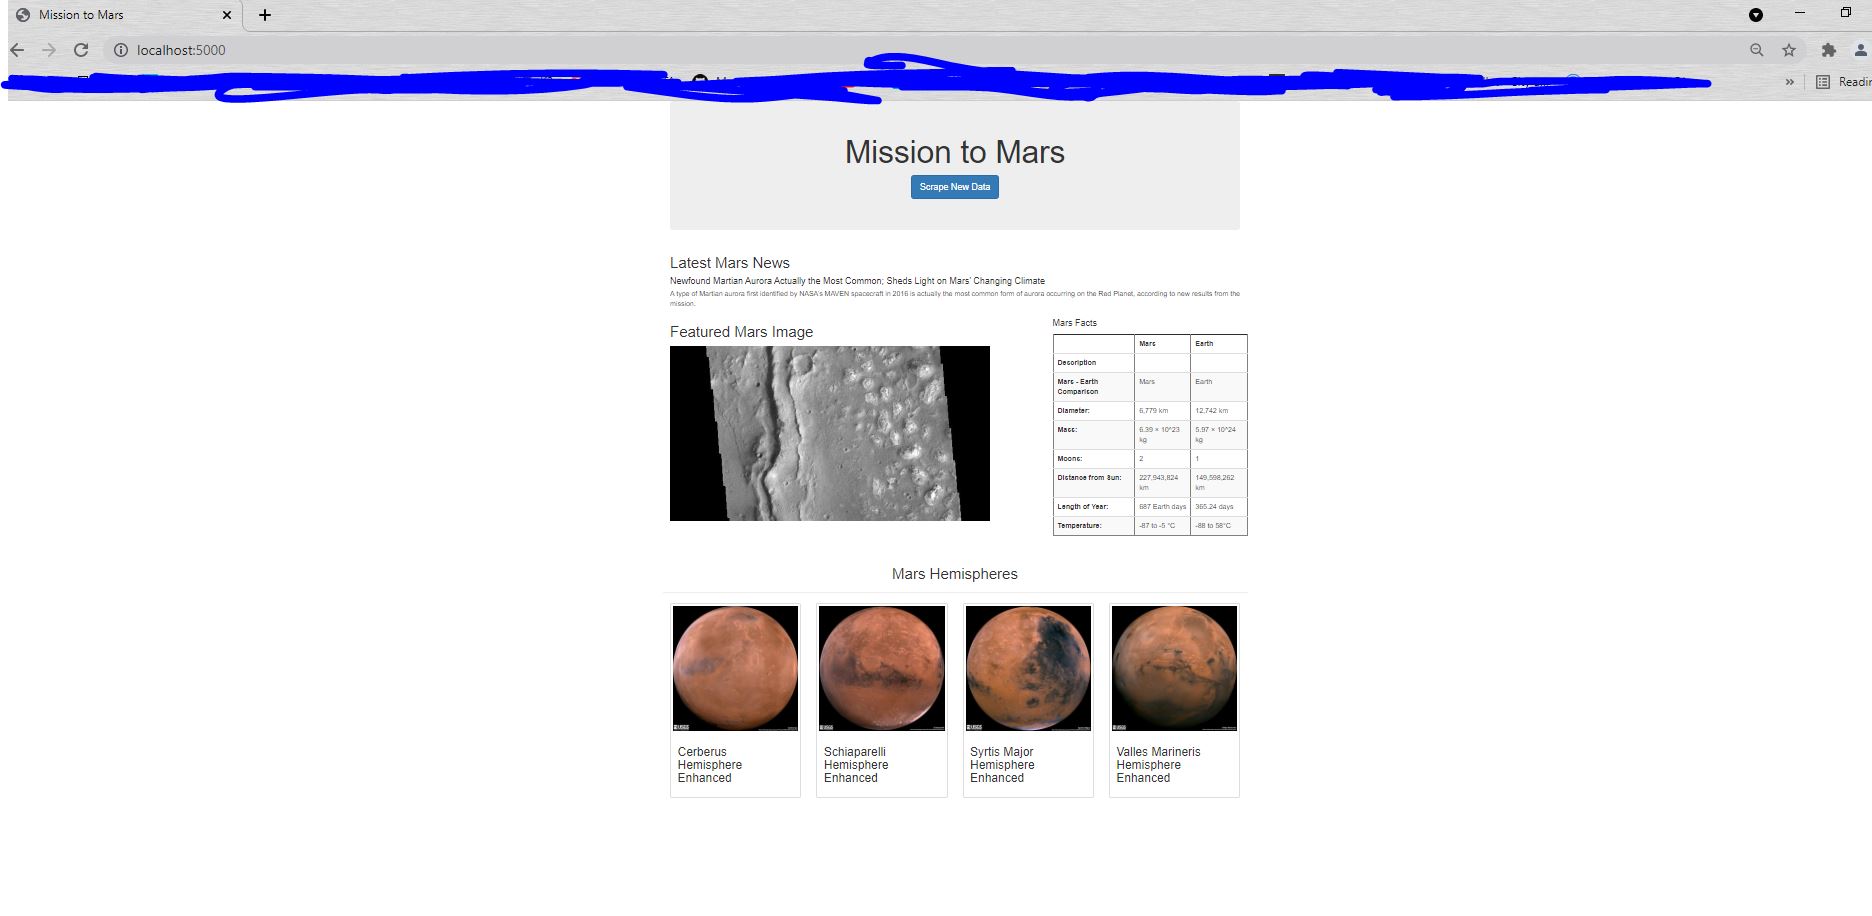 Mission to Mars
localhost:5000
Mission to Mars
Scrape New Data
Latest Mars News
Newfound Martian Aurora Actually the Most Common; Sheds Light on Mars' Changing Climate
A type of Martian aurora first identified by NASA's MAVEN spacecraft in 2016 is actually the most common form of aurora occurring on the Red Planet, according to new results from the
mission.
Featured Mars Image
Mars Facts
Mars Earth
Description
Mars - Earth Comparison Mars Earth
Diameter: 6,779 km 12,742 km
Mass: 6.39 × 10^23 kg 5.97 × 10^24 kg
Moons: 2 1
Distance from Sun: 227,943,824 km 149,598,262 km
Length of Year: 687 Earth days 365.24 days
Temperature: -87 to -5 °C -88 to 58°C
Mars Hemispheres
USGS
USGS
USGS
USGS
Cerberus
Hemisphere
Enhanced
Schiaparelli
Hemisphere
Enhanced
Syrtis Major
Hemisphere
Enhanced
Valles Marineris
Hemisphere
Enhanced